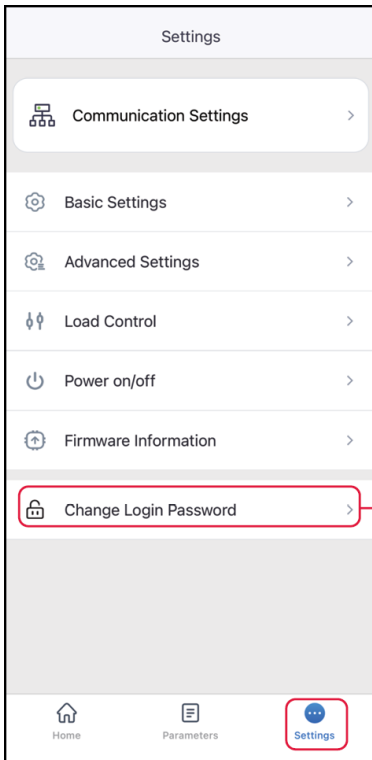 Settings
Communication Settings
Basic Settings
Advanced Settings
Load Control
Power on/off
Firmware Information
Change Login Password
Home
Parameters
Settings